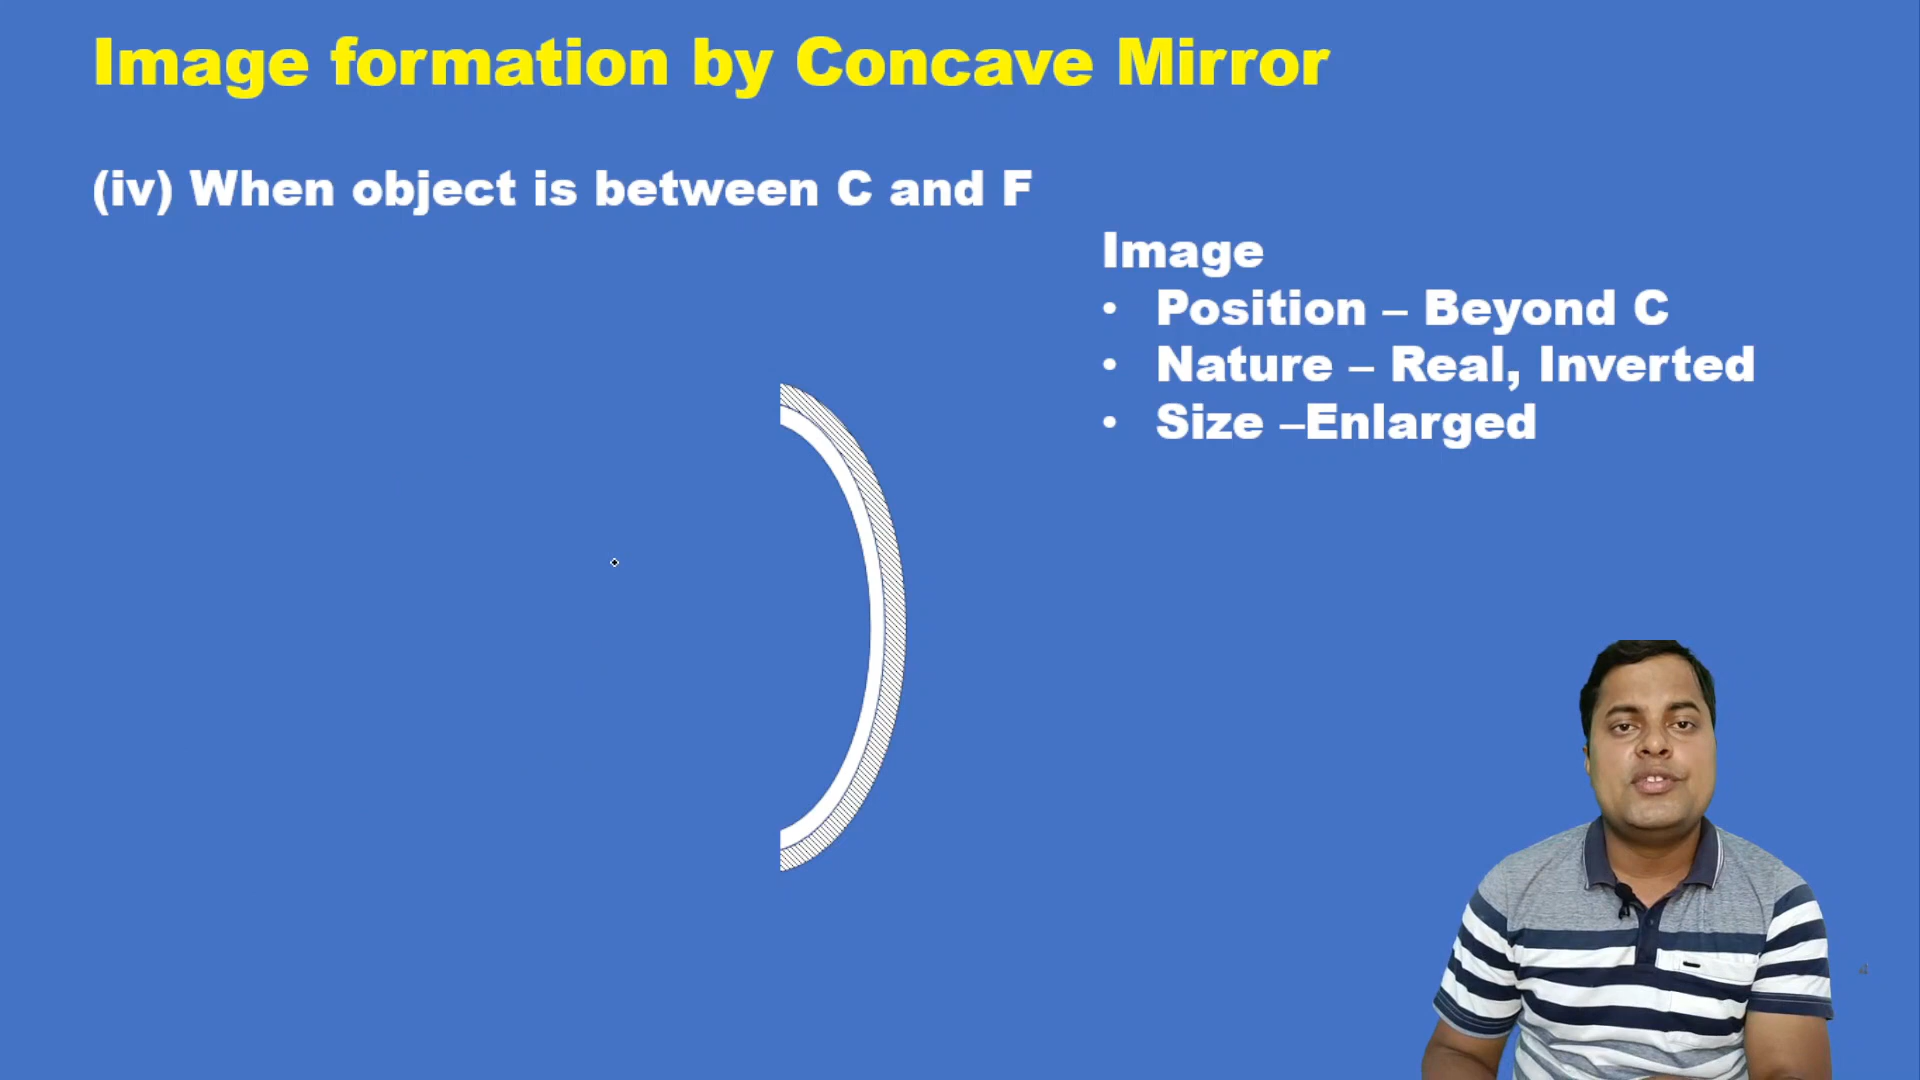 Image formation by Concave Mirror
(iv) When object is between C and F
Image
• Position – Beyond C
• Nature – Real, Inverted
• Size –Enlarged
4